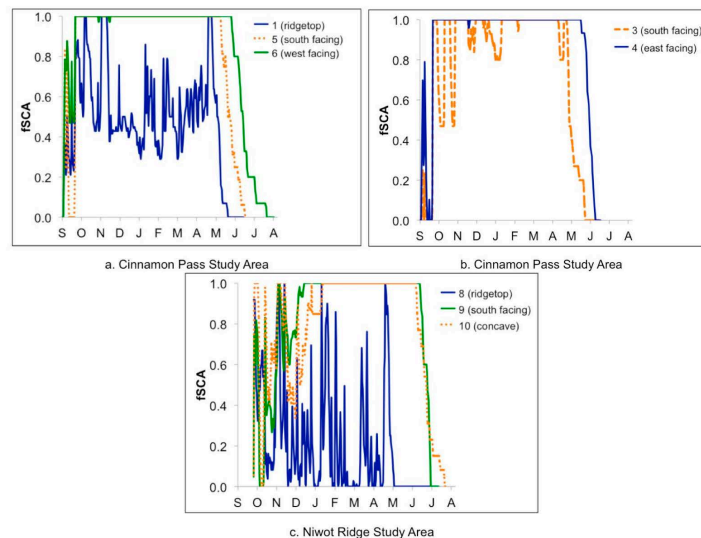 1.0
0.8
0.6
0.4
0.2
0.0
fSCA
1 (ridgetop)
5 (south facing)
6 (west facing)
S O N D J F M A M J J A
a. Cinnamon Pass Study Area
1.0
0.8
0.6
0.4
0.2
0.0
fSCA
3 (south facing)
4 (east facing)
S O N D J F M A M J J A
b. Cinnamon Pass Study Area
1.0
0.8
0.6
0.4
0.2
0.0
fSCA
8 (ridgetop)
9 (south facing)
10 (concave)
S O N D J F M A M J J A
c. Niwot Ridge Study Area